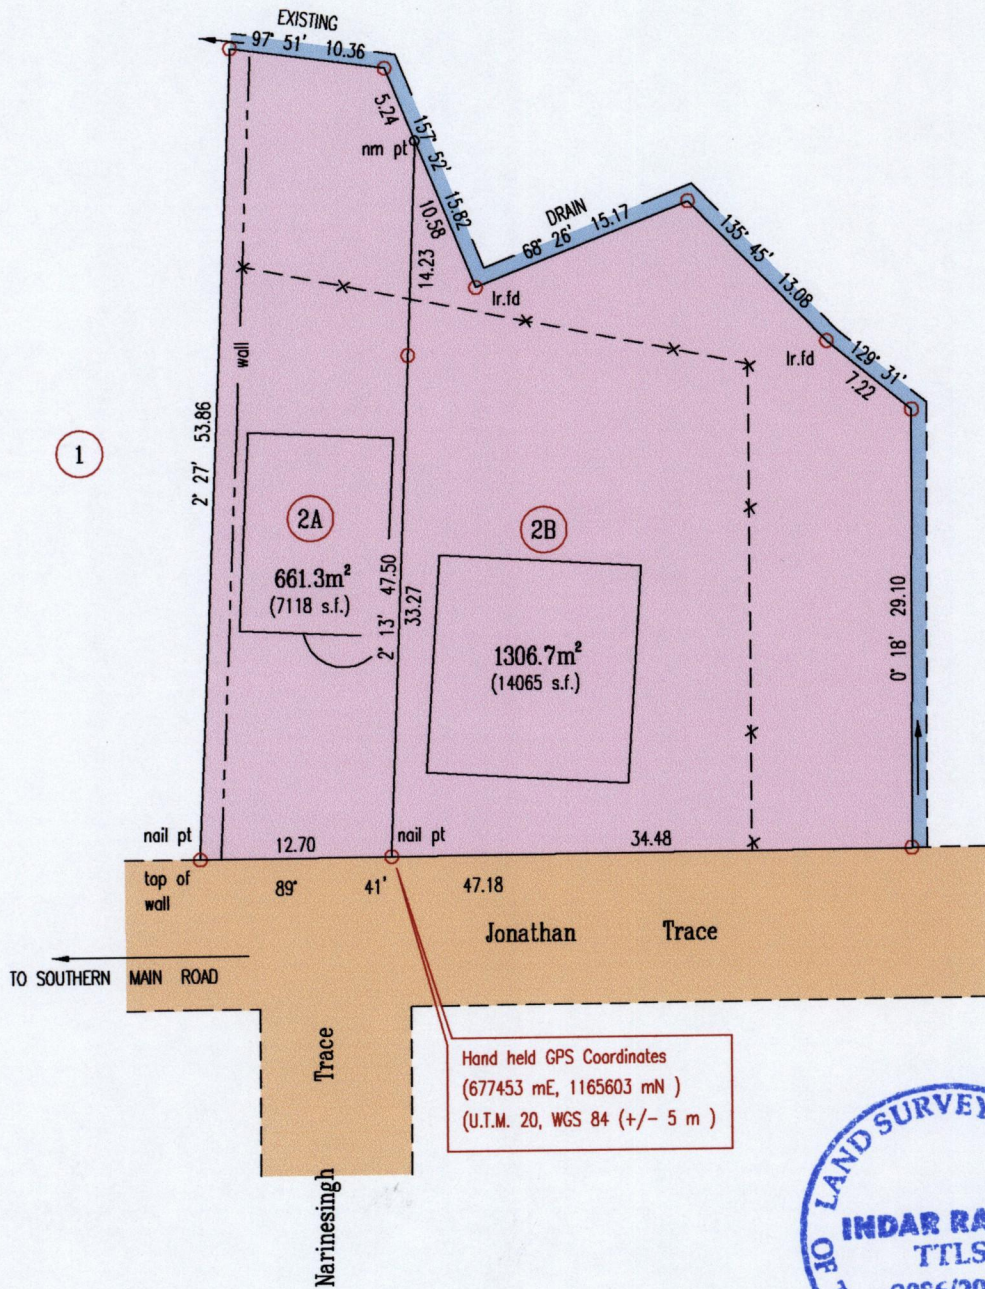 EXISTING
97° 51' 10.36
5.24
157° 52' 15.82
nm pt
10.58
14.23
DRAIN
68° 26' 15.17
135° 45' 13.08
Ir.fd
Ir.fd
129° 31'
7.22
wall
2° 27' 53.86
1
2A
661.3m²
(7118 s.f.)
2° 13' 47.50
33.27
2B
1306.7m²
(14065 s.f.)
0° 18' 29.10
nail pt
12.70
nail pt
34.48
top of
wall
89° 41' 47.18
Jonathan Trace
TO SOUTHERN MAIN ROAD
Narinesingh Trace
Hand held GPS Coordinates
(677453 mE, 1165603 mN )
(U.T.M. 20, WGS 84 (+/- 5 m )
OF LAND SURVEY
INDAR RA
TTLS